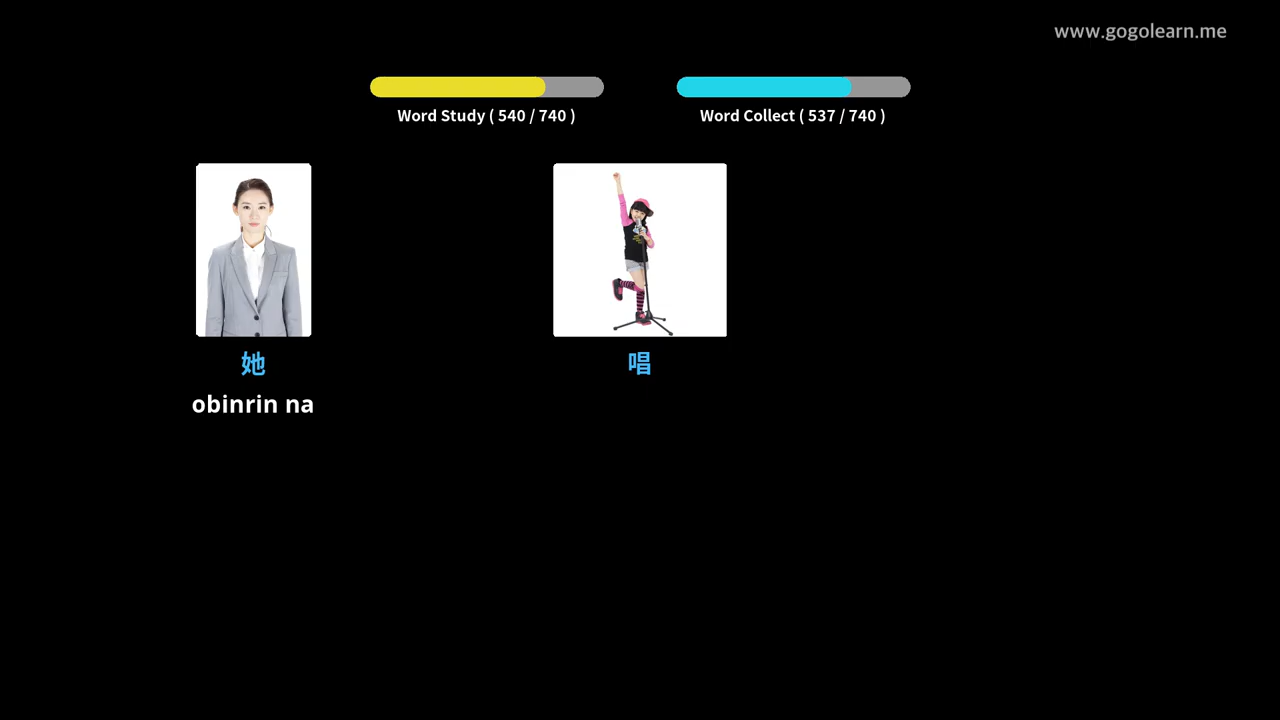 www.gogolearn.me
Word Study ( 540 / 740 )
Word Collect ( 537 / 740 )
她
唱
obinrin na